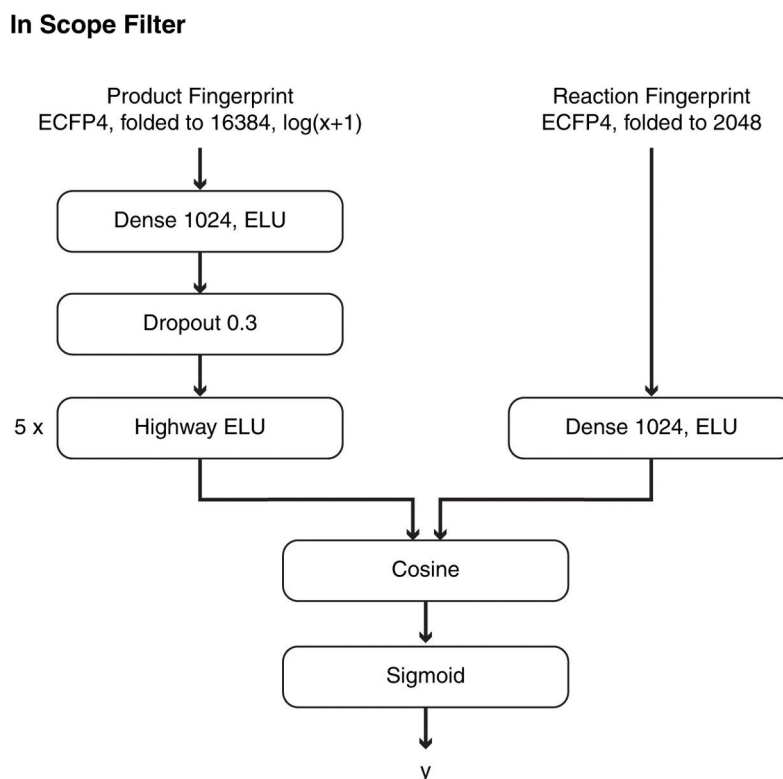 In Scope Filter
Product Fingerprint
ECFP4, folded to 16384, log(x+1)
Reaction Fingerprint
ECFP4, folded to 2048
Dense 1024, ELU
Dropout 0.3
5 x
Highway ELU
Dense 1024, ELU
Cosine
Sigmoid
y